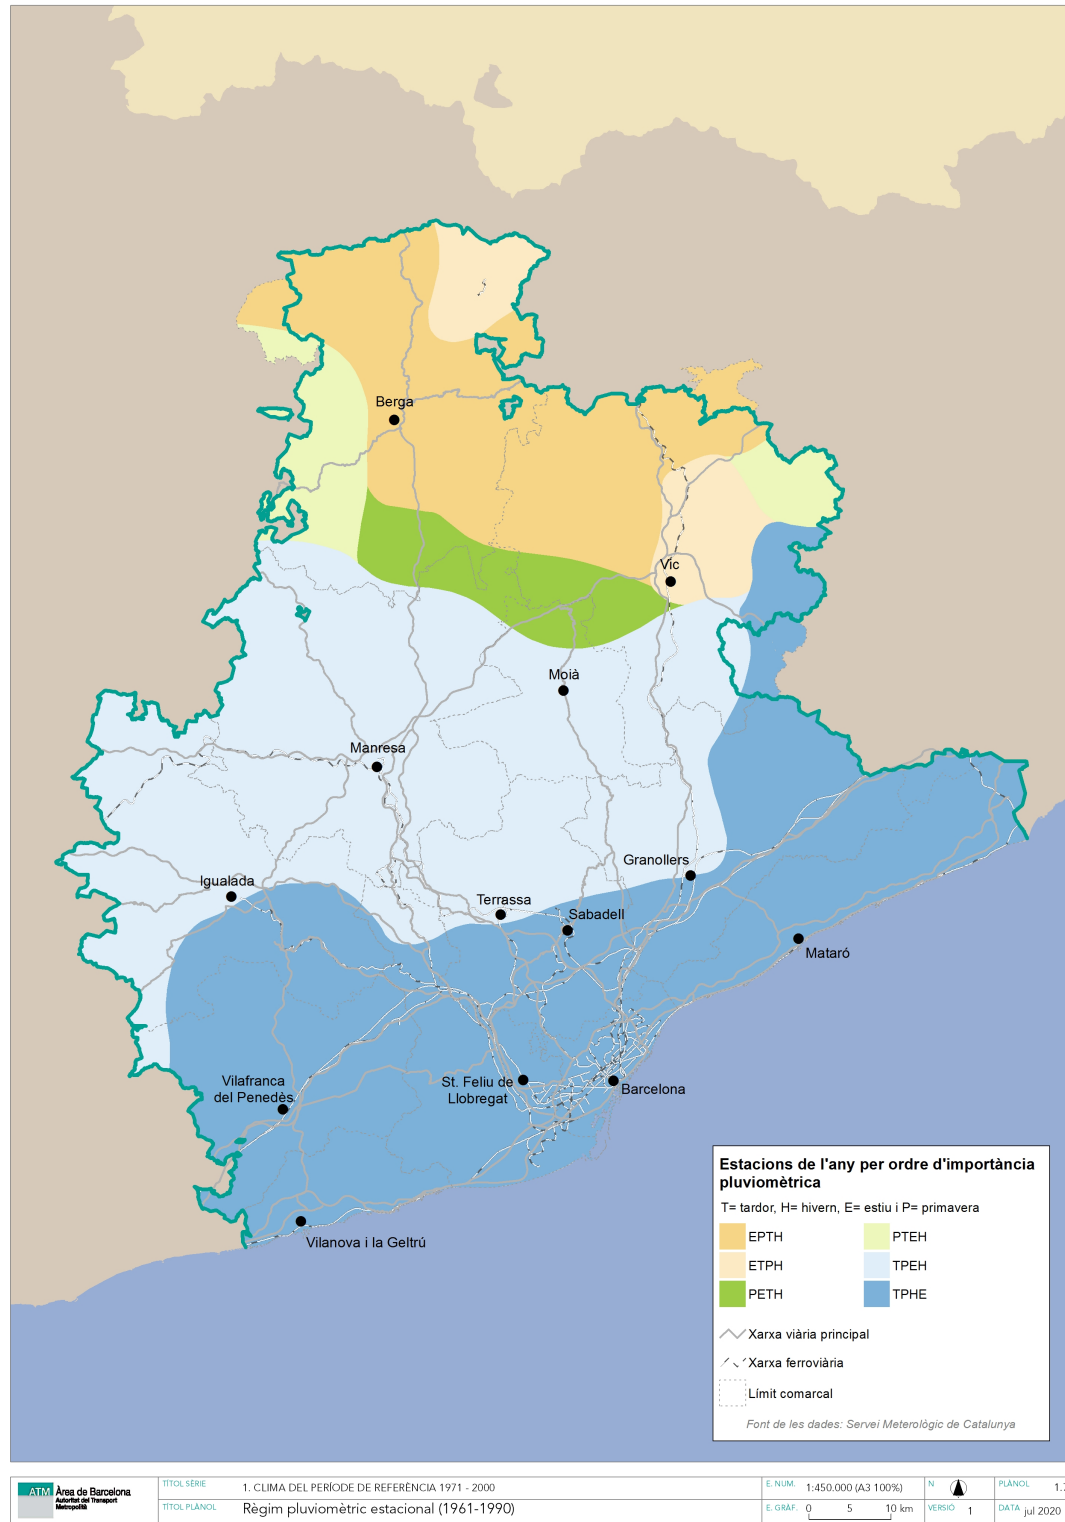 Berga
Vic
Moià
Manresa
Granollers
Igualada
Terrassa
Sabadell
Mataró
Vilafranca
del Penedès
St. Feliu de
Llobregat
Barcelona
Vilanova i la Geltrú
Estacions de l'any per ordre d'importància
pluviomètrica
T= tardor, H= hivern, E= estiu i P= primavera
EPTH
PTEH
ETPH
TPEH
PETH
TPHE
Xarxa viària principal
Xarxa ferroviària
Límit comarcal
Font de les dades: Servei Meterològic de Catalunya
ATM
Àrea de Barcelona
Autoritat del Transport
Metropolità
TÍTOL SÈRIE
1. CLIMA DEL PERÍODE DE REFERÈNCIA 1971 - 2000
TÍTOL PLÀNOL
Règim pluviomètric estacional (1961-1990)
E. NUM.
1:450.000 (A3 100%)
E. GRÀF.
0 5 10 km
N
VERSIÓ 1
PLÀNOL
DATA jul 2020